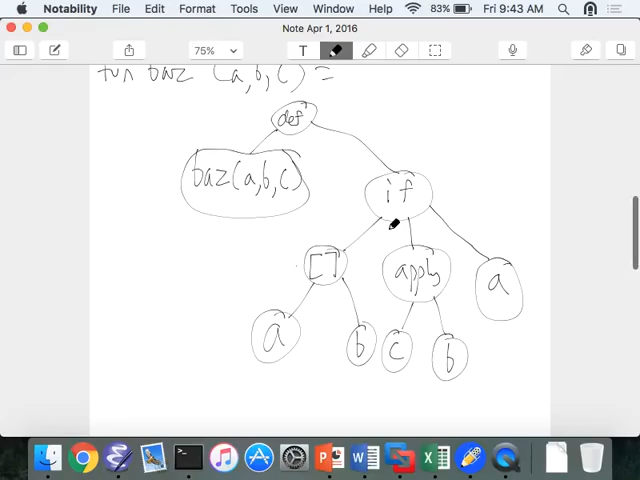 Notability File Edit Format Tools Window Help 83% Fri 9:43 AM
Note Apr 1, 2016
75% T
fun baz (a,b,c) =
def
baz(a,b,c)
if
[]
apply
a
a
b
c
b